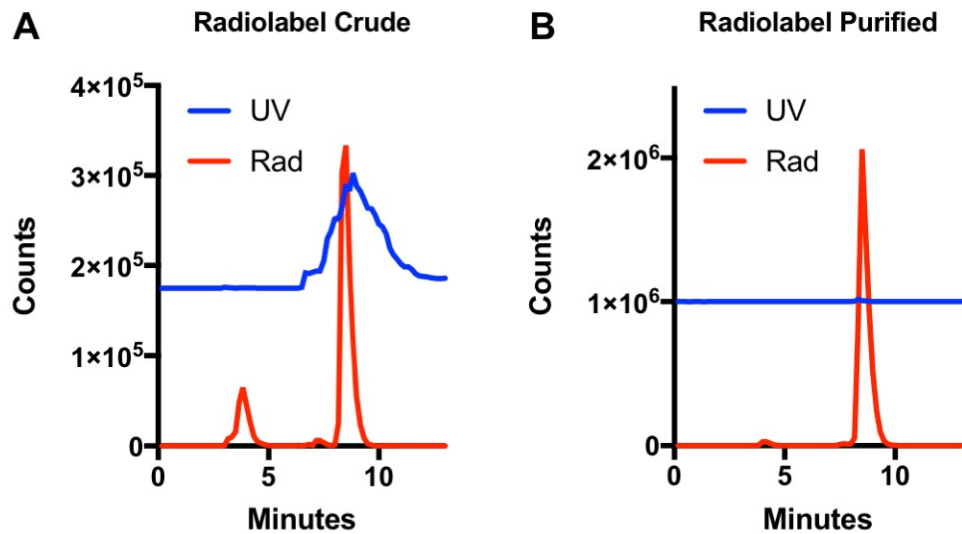 A
Radiolabel Crude
4×10⁵
3×10⁵
2×10⁵
1×10⁵
0
Counts
UV
Rad
0 5 10
Minutes
B
Radiolabel Purified
2×10⁶
1×10⁶
0
Counts
UV
Rad
0 5 10
Minutes